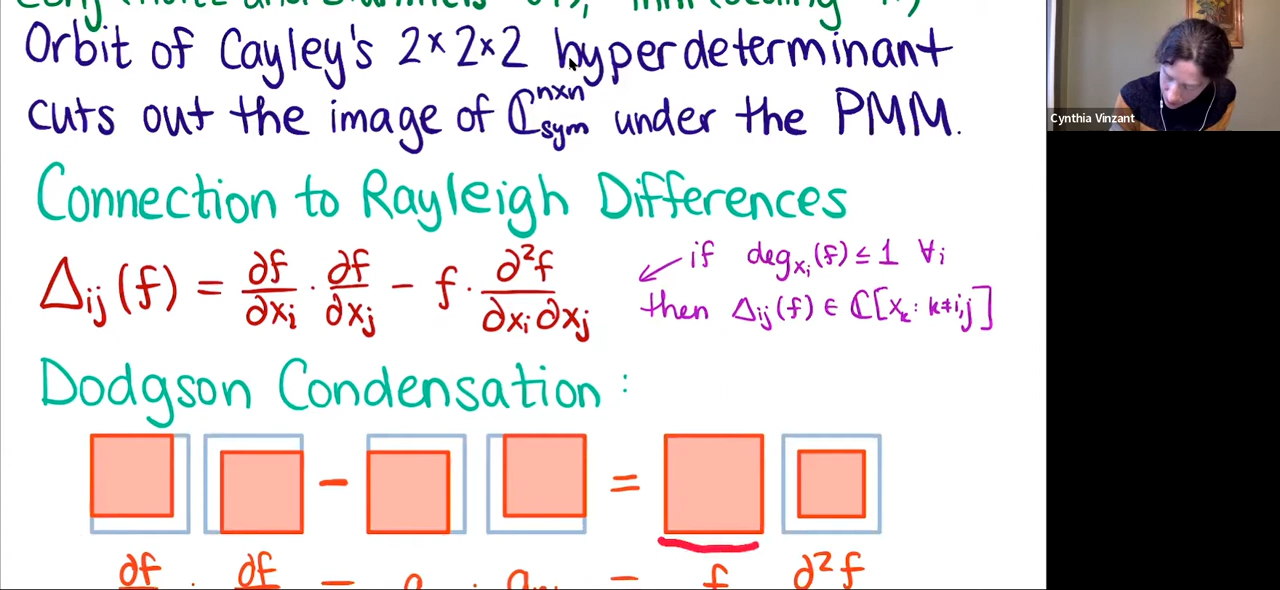 Orbit of Cayley's 2×2×2 hyperdeterminant
cuts out the image of ℂ^{n×n}_{sym} under the PMM.
Cynthia Vinzant
Connection to Rayleigh Differences
Δ_{ij}(f) = ∂f/∂x_i · ∂f/∂x_j − f · ∂²f/∂x_i∂x_j
if deg_{x_i}(f) ≤ 1 ∀i
then Δ_{ij}(f) ∈ ℂ[x_k : k≠i,j]
Dodgson Condensation :
− =
∂f · ∂f − · − f ∂²f